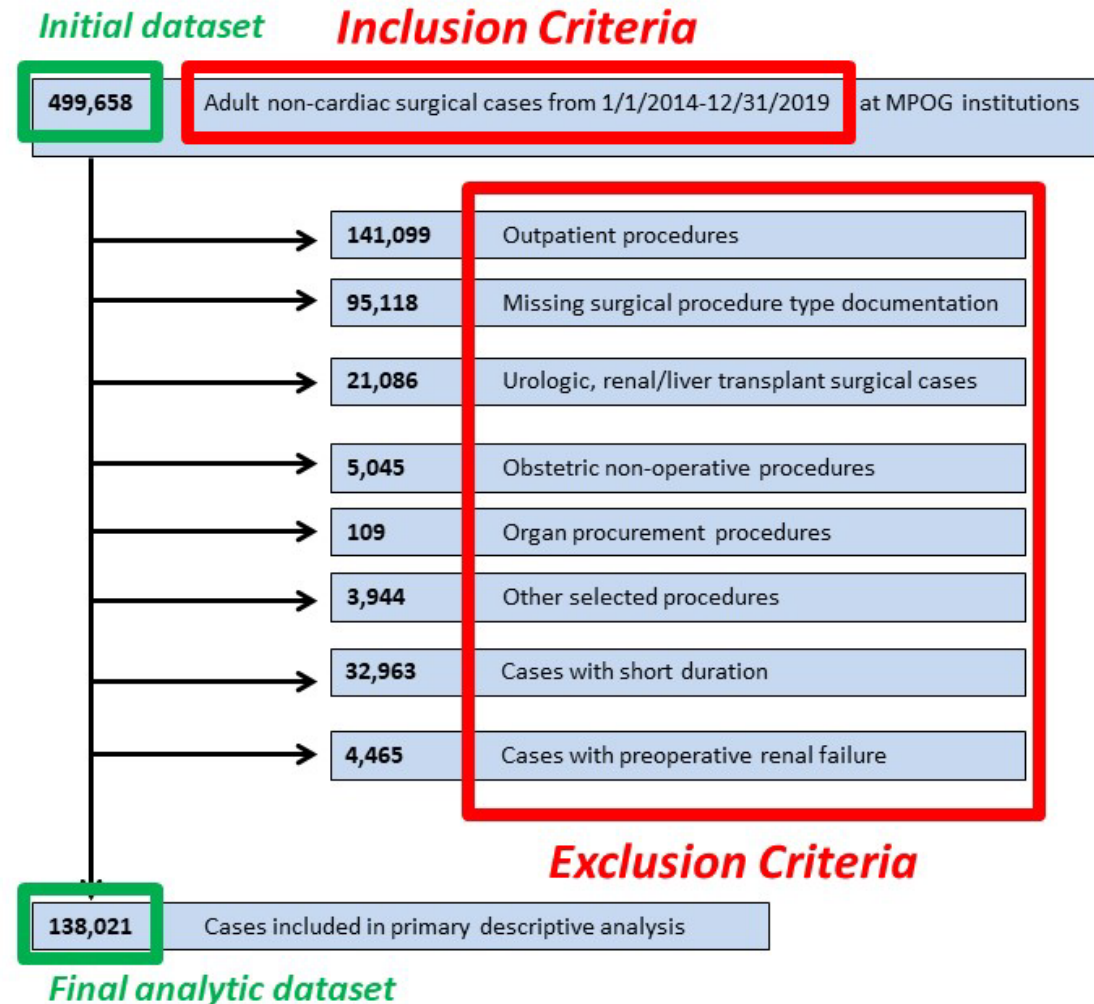 Initial dataset Inclusion Criteria
499,658 Adult non-cardiac surgical cases from 1/1/2014-12/31/2019 at MPOG institutions
141,099 Outpatient procedures
95,118 Missing surgical procedure type documentation
21,086 Urologic, renal/liver transplant surgical cases
5,045 Obstetric non-operative procedures
109 Organ procurement procedures
3,944 Other selected procedures
32,963 Cases with short duration
4,465 Cases with preoperative renal failure
Exclusion Criteria
138,021 Cases included in primary descriptive analysis
Final analytic dataset